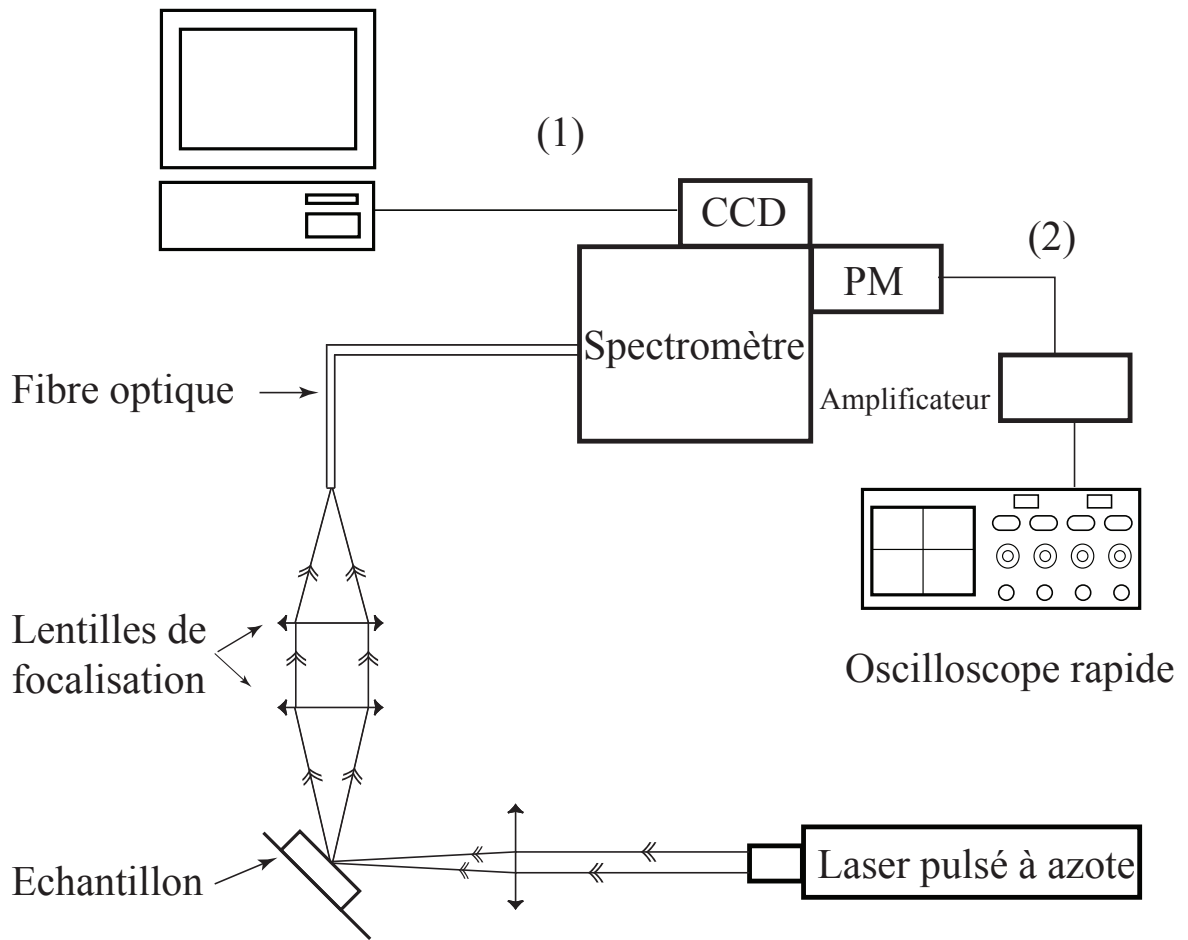 (1)
CCD
(2)
PM
Spectromètre
Fibre optique
Amplificateur
Lentilles de
focalisation
Oscilloscope rapide
Echantillon
Laser pulsé à azote